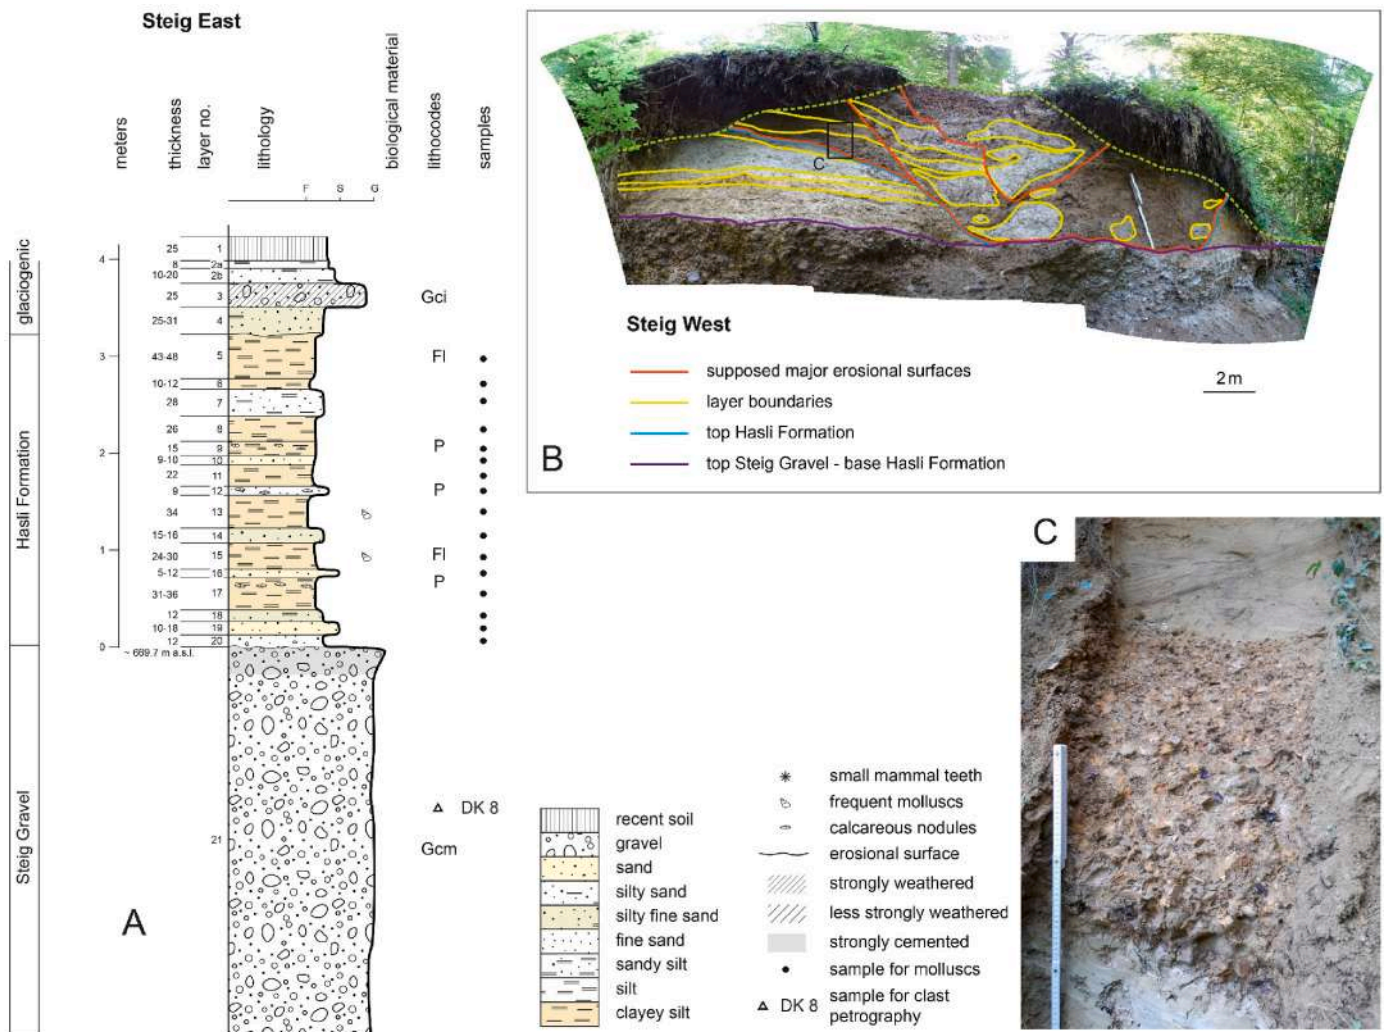 Steig East
meters
thickness
layer no.
lithology
biological material
lithocodes
samples
F S G
glaciogenic
Hasli Formation
Steig Gravel
4
3
2
1
0
~ 669.7 m a.s.l.
25 1
8 2a
10-20 2b
25 3 Gci
25-31 4
43-48 5 Fl
10-12 6
28 7
26 8
15 9 P
9-10 10
22 11
9 12 P
34 13
15-16 14
24-30 15 Fl
5-12 16
31-36 17 P
12 18
10-18 19
12 20
21
DK 8
Gcm
A
C
Steig West
supposed major erosional surfaces
layer boundaries
top Hasli Formation
top Steig Gravel - base Hasli Formation
2 m
B
C
recent soil
gravel
sand
silty sand
silty fine sand
fine sand
sandy silt
silt
clayey silt
small mammal teeth
frequent molluscs
calcareous nodules
erosional surface
strongly weathered
less strongly weathered
strongly cemented
sample for molluscs
DK 8 sample for clast
petrography